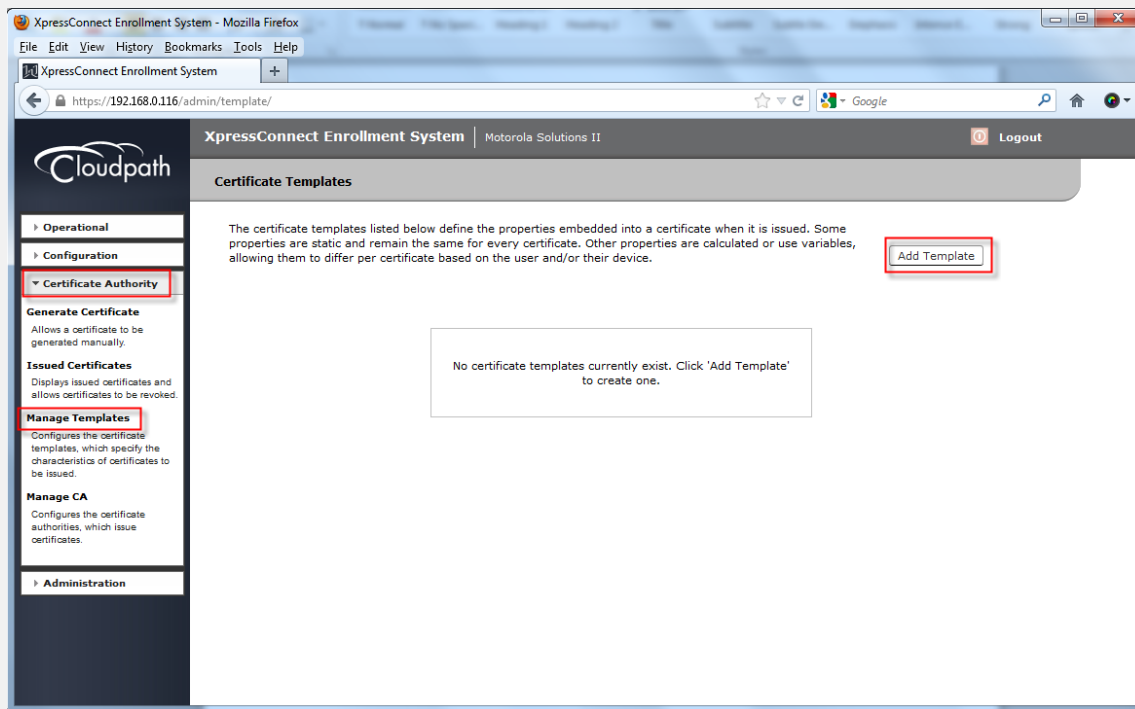 XpressConnect Enrollment System - Mozilla Firefox
File Edit View History Bookmarks Tools Help
XpressConnect Enrollment System
https://192.168.0.116/admin/template/
Google
Cloudpath
XpressConnect Enrollment System | Motorola Solutions II
Logout
Certificate Templates
Operational
Configuration
Certificate Authority
Generate Certificate
Allows a certificate to be
generated manually.
Issued Certificates
Displays issued certificates and
allows certificates to be revoked.
Manage Templates
Configures the certificate
templates, which specify the
characteristics of certificates to
be issued.
Manage CA
Configures the certificate
authorities, which issue
certificates.
Administration
The certificate templates listed below define the properties embedded into a certificate when it is issued. Some
properties are static and remain the same for every certificate. Other properties are calculated or use variables,
allowing them to differ per certificate based on the user and/or their device.
Add Template
No certificate templates currently exist. Click 'Add Template'
to create one.